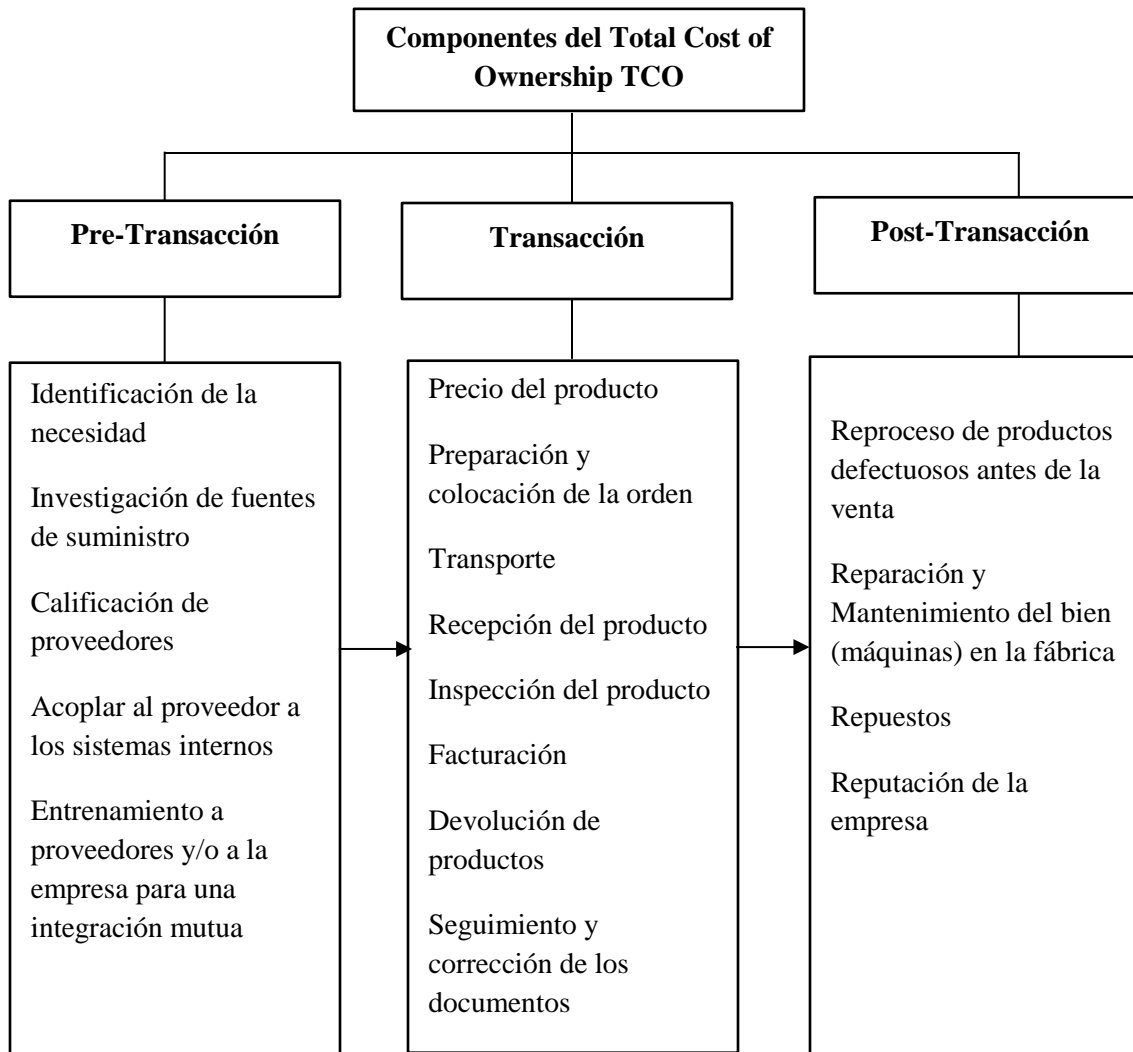 Componentes del Total Cost of
Ownership TCO
Pre-Transacción
Transacción
Post-Transacción
Identificación de la
necesidad
Investigación de fuentes
de suministro
Calificación de
proveedores
Acoplar al proveedor a
los sistemas internos
Entrenamiento a
proveedores y/o a la
empresa para una
integración mutua
Precio del producto
Preparación y
colocación de la orden
Transporte
Recepción del producto
Inspección del producto
Facturación
Devolución de
productos
Seguimiento y
corrección de los
documentos
Reproceso de productos
defectuosos antes de la
venta
Reparación y
Mantenimiento del bien
(máquinas) en la fábrica
Repuestos
Reputación de la
empresa